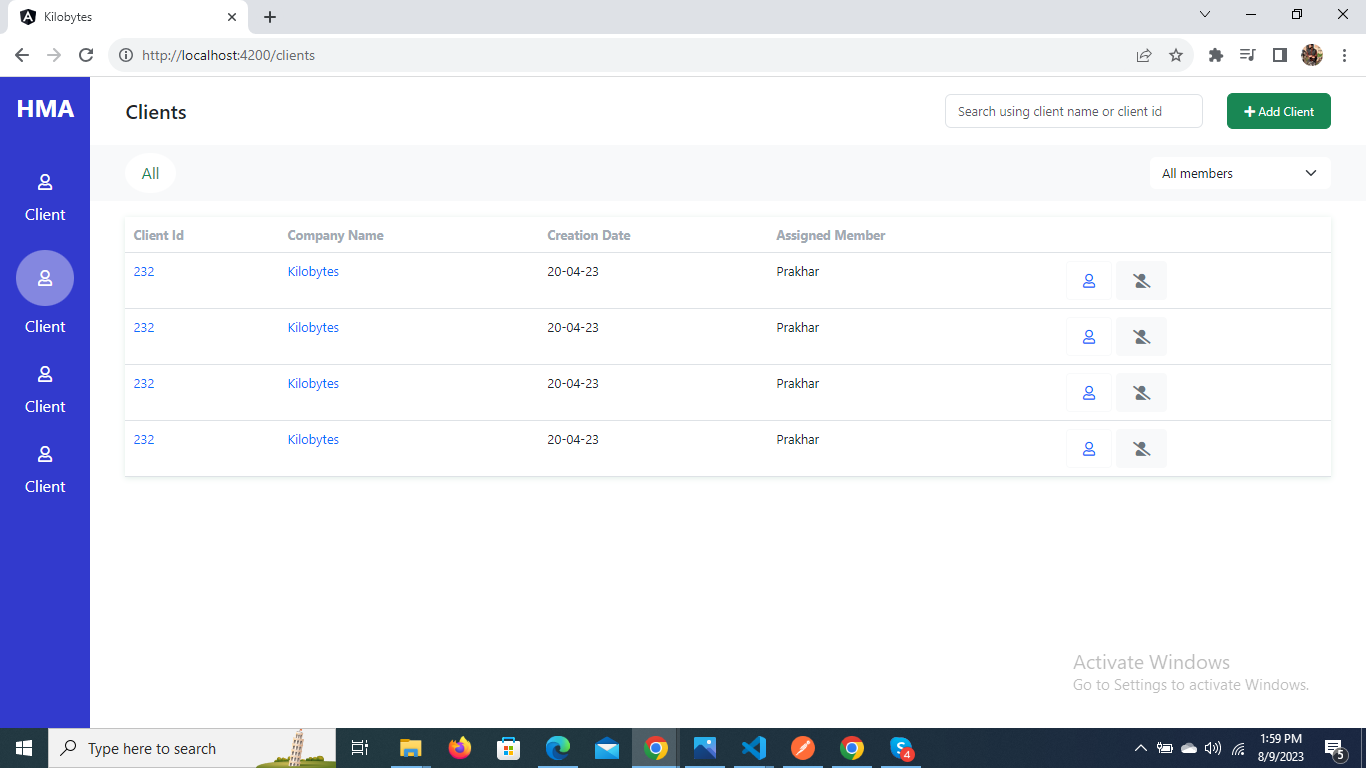 Kilobytes
http://localhost:4200/clients
HMA
Clients
Search using client name or client id
Add Client
All
All members
Client
Client
Client
Client
Client Id Company Name Creation Date Assigned Member
232 Kilobytes 20-04-23 Prakhar
232 Kilobytes 20-04-23 Prakhar
232 Kilobytes 20-04-23 Prakhar
232 Kilobytes 20-04-23 Prakhar
Activate Windows
Go to Settings to activate Windows.
Type here to search
4
1:59 PM
8/9/2023
5